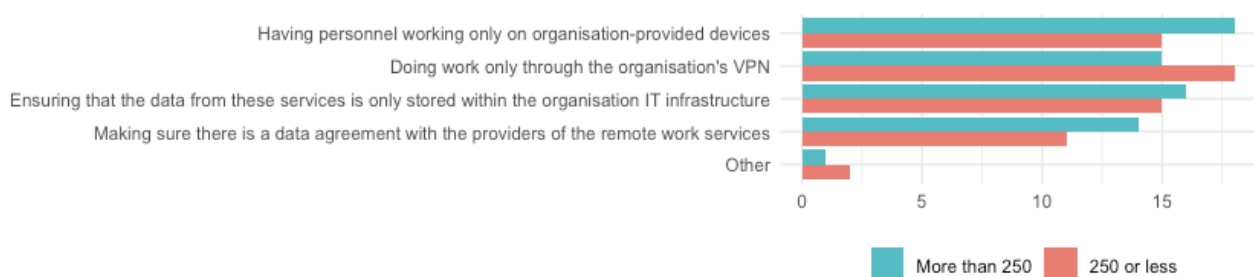 Having personnel working only on organisation-provided devices
Doing work only through the organisation's VPN
Ensuring that the data from these services is only stored within the organisation IT infrastructure
Making sure there is a data agreement with the providers of the remote work services
Other
0 5 10 15
More than 250 250 or less